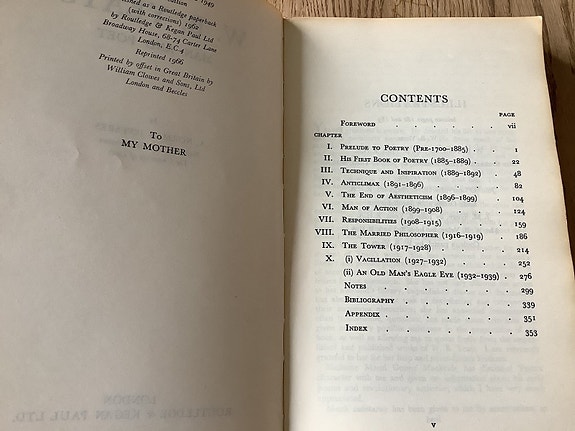 1949
as a Routledge paperback
(with corrections) 1962
by Routledge & Kegan Paul Ltd
Broadway House, 68-74 Carter Lane
London, E.C.4
Reprinted 1966
Printed by offset in Great Britain by
William Clowes and Sons, Ltd
London and Beccles
To
MY MOTHER
CONTENTS
PAGE
FOREWORD . . . . . . vii
CHAPTER
I. PRELUDE TO POETRY (PRE-1700–1885) . . . 1
II. HIS FIRST BOOK OF POETRY (1885–1889) . . 22
III. TECHNIQUE AND INSPIRATION (1889–1892) . . 48
IV. ANTICLIMAX (1891–1896) . . . . 82
V. THE END OF AESTHETICISM (1896–1899) . . 104
VI. MAN OF ACTION (1899–1908) . . . 124
VII. RESPONSIBILITIES (1908–1915) . . . 159
VIII. THE MARRIED PHILOSOPHER (1916–1919) . . 186
IX. THE TOWER (1917–1928) . . . . 214
X. (i) VACILLATION (1927–1932) . . . 252
(ii) AN OLD MAN'S EAGLE EYE (1932–1939) . 276
NOTES . . . . . . 299
BIBLIOGRAPHY . . . . . 339
APPENDIX . . . . . . 351
INDEX . . . . . . 353
v
LONDON
ROUTLEDGE & KEGAN PAUL LTD